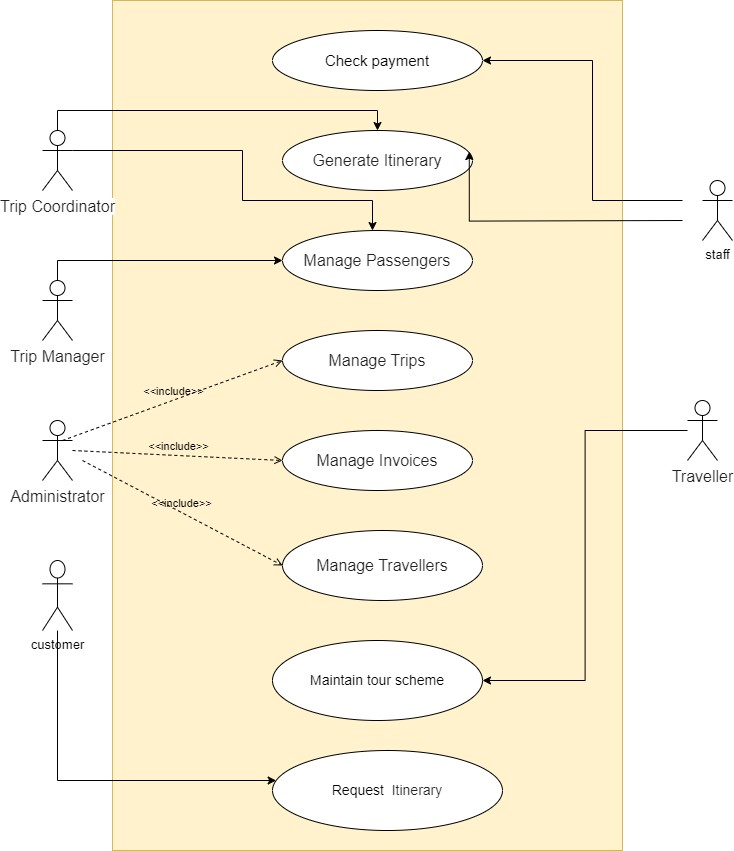 Check payment
Generate Itinerary
Trip Coordinator
staff
Manage Passengers
Trip Manager
Manage Trips
<<include>>
Manage Invoices
<<include>>
Traveller
Administrator
<<include>>
Manage Travellers
customer
Maintain tour scheme
Request  Itinerary